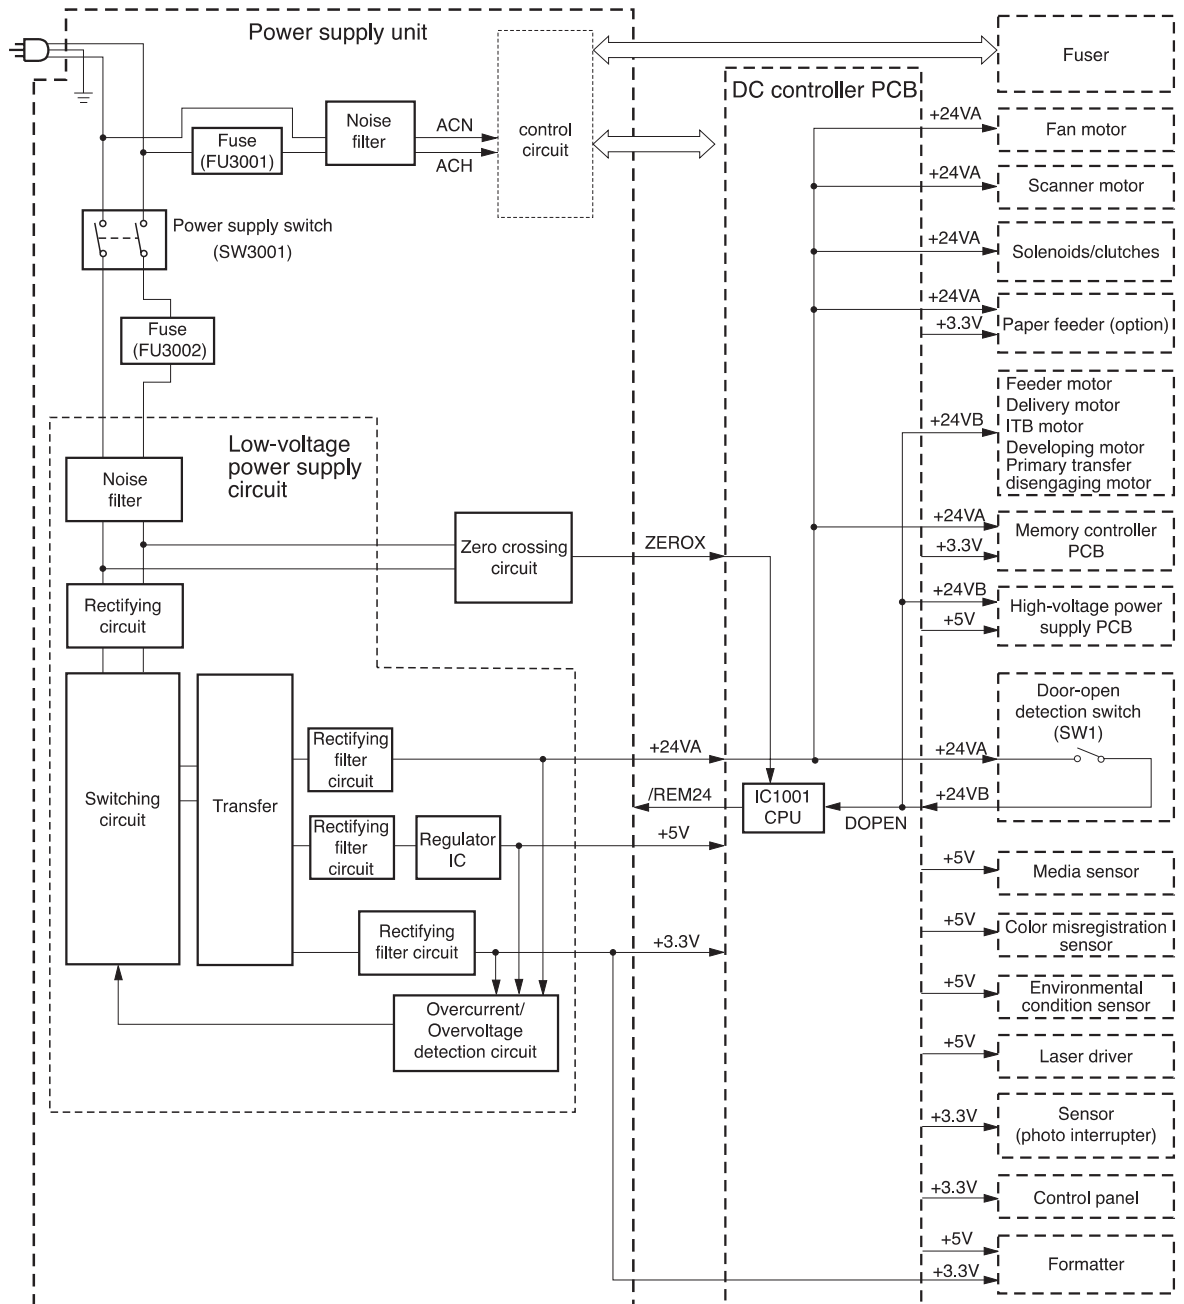 Power supply unit
Fuser
DC controller PCB
+24VA
Fan motor
Noise
filter
ACN
ACH
control
circuit
Fuse
(FU3001)
+24VA
Scanner motor
Power supply switch
(SW3001)
+24VA
Solenoids/clutches
+24VA
+3.3V
Paper feeder (option)
Fuse
(FU3002)
Feeder motor
Delivery motor
ITB motor
Developing motor
Primary transfer
disengaging motor
+24VB
Low-voltage
power supply
circuit
Noise
filter
+24VA
+3.3V
Memory controller
PCB
Zero crossing
circuit
ZEROX
+24VB
+5V
High-voltage power
supply PCB
Rectifying
circuit
Door-open
detection switch
(SW1)
Switching
circuit
Transfer
Rectifying
filter
circuit
+24VA
+24VA
/REM24
IC1001
CPU
DOPEN
+24VB
Rectifying
filter
circuit
Regulator
IC
+5V
+5V
Media sensor
Rectifying
filter circuit
+3.3V
+5V
Color misregistration
sensor
Overcurrent/
Overvoltage
detection circuit
+5V
Environmental
condition sensor
+5V
Laser driver
+3.3V
Sensor
(photo interrupter)
+3.3V
Control panel
+5V
+3.3V
Formatter